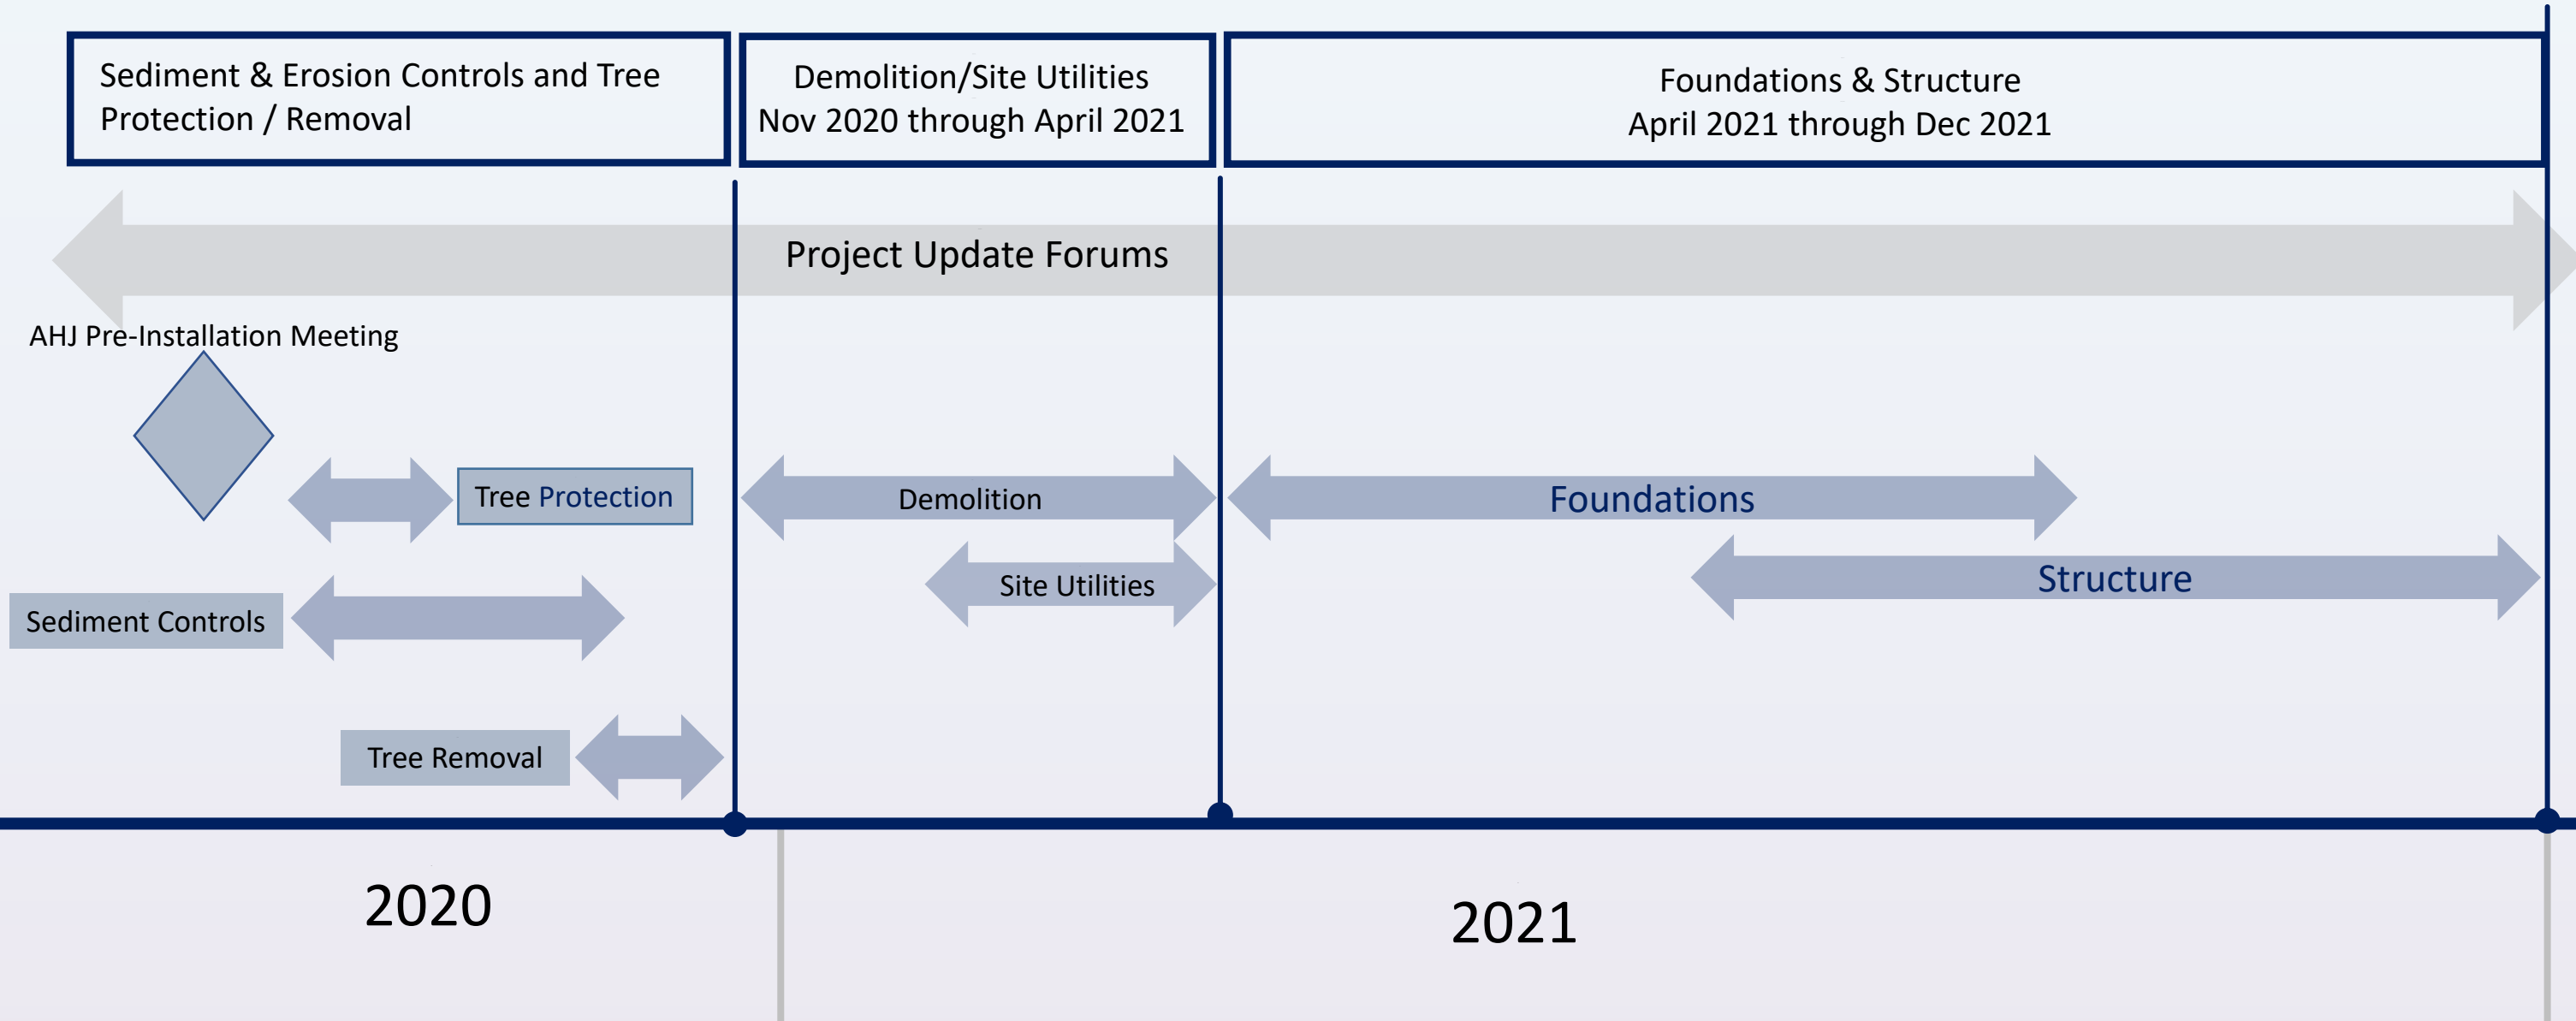 Sediment & Erosion Controls and Tree
Protection / Removal
Demolition/Site Utilities
Nov 2020 through April 2021
Foundations & Structure
April 2021 through Dec 2021
Project Update Forums
AHJ Pre-Installation Meeting
Tree Protection
Demolition
Foundations
Site Utilities
Structure
Sediment Controls
Tree Removal
2020
2021